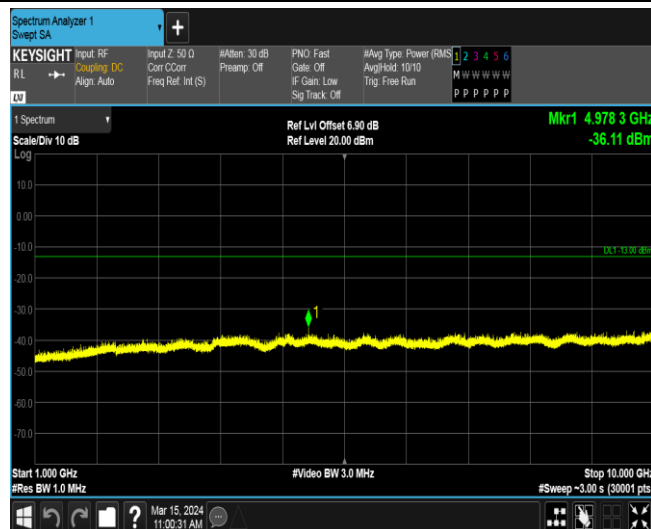 Spectrum Analyzer 1
Swept SA
+
KEYSIGHT
RL
LXI
Input: RF
Coupling: DC
Align: Auto
Input Z: 50 Ω
Corr CCorr
Freq Ref: Int (S)
#Atten: 30 dB
Preamp: Off
PNO: Fast
Gate: Off
IF Gain: Low
Sig Track: Off
#Avg Type: Power (RMS
Avg|Hold: 10/10
Trig: Free Run
1 2 3 4 5 6
M W W W W W
P P P P P P
1 Spectrum
Scale/Div 10 dB
Ref Lvl Offset 6.90 dB
Ref Level 20.00 dBm
Mkr1 4.978 3 GHz
-36.11 dBm
Log
10.0
0.00
-10.0
DL1 -13.00 dBm
-20.0
-30.0
1
-40.0
-50.0
-60.0
-70.0
Start 1.000 GHz
#Video BW 3.0 MHz
Stop 10.000 GHz
#Res BW 1.0 MHz
#Sweep ~3.00 s (30001 pts
?
Mar 15, 2024
11:00:31 AM